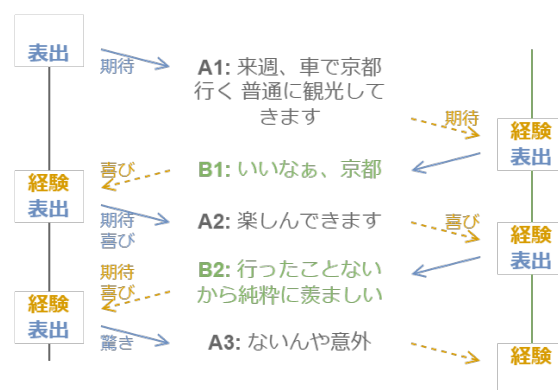 表出
期待
A1: 来週、車で京都
行く 普通に観光して
きます
期待
経験
表出
喜び
B1: いいなぁ、京都
経験
表出
期待
喜び
A2: 楽しんできます
喜び
経験
表出
期待
喜び
B2: 行ったことない
から純粋に羨ましい
経験
表出
驚き
A3: ないんや意外
経験